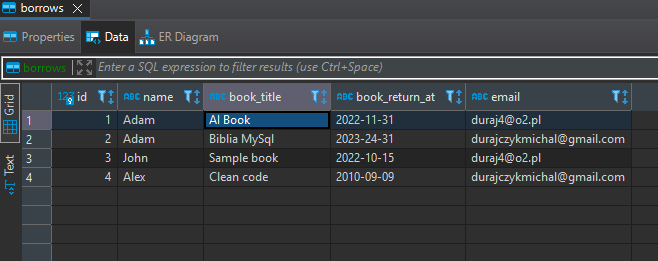 borrows
Properties Data ER Diagram
borrows Enter a SQL expression to filter results (use Ctrl+Space)
Grid
Text
id ABC name ABC book_title ABC book_return_at ABC email
1 1 Adam AI Book 2022-11-31 duraj4@o2.pl
2 2 Adam Biblia MySql 2023-24-31 durajczykmichal@gmail.com
3 3 John Sample book 2022-10-15 duraj4@o2.pl
4 4 Alex Clean code 2010-09-09 durajczykmichal@gmail.com